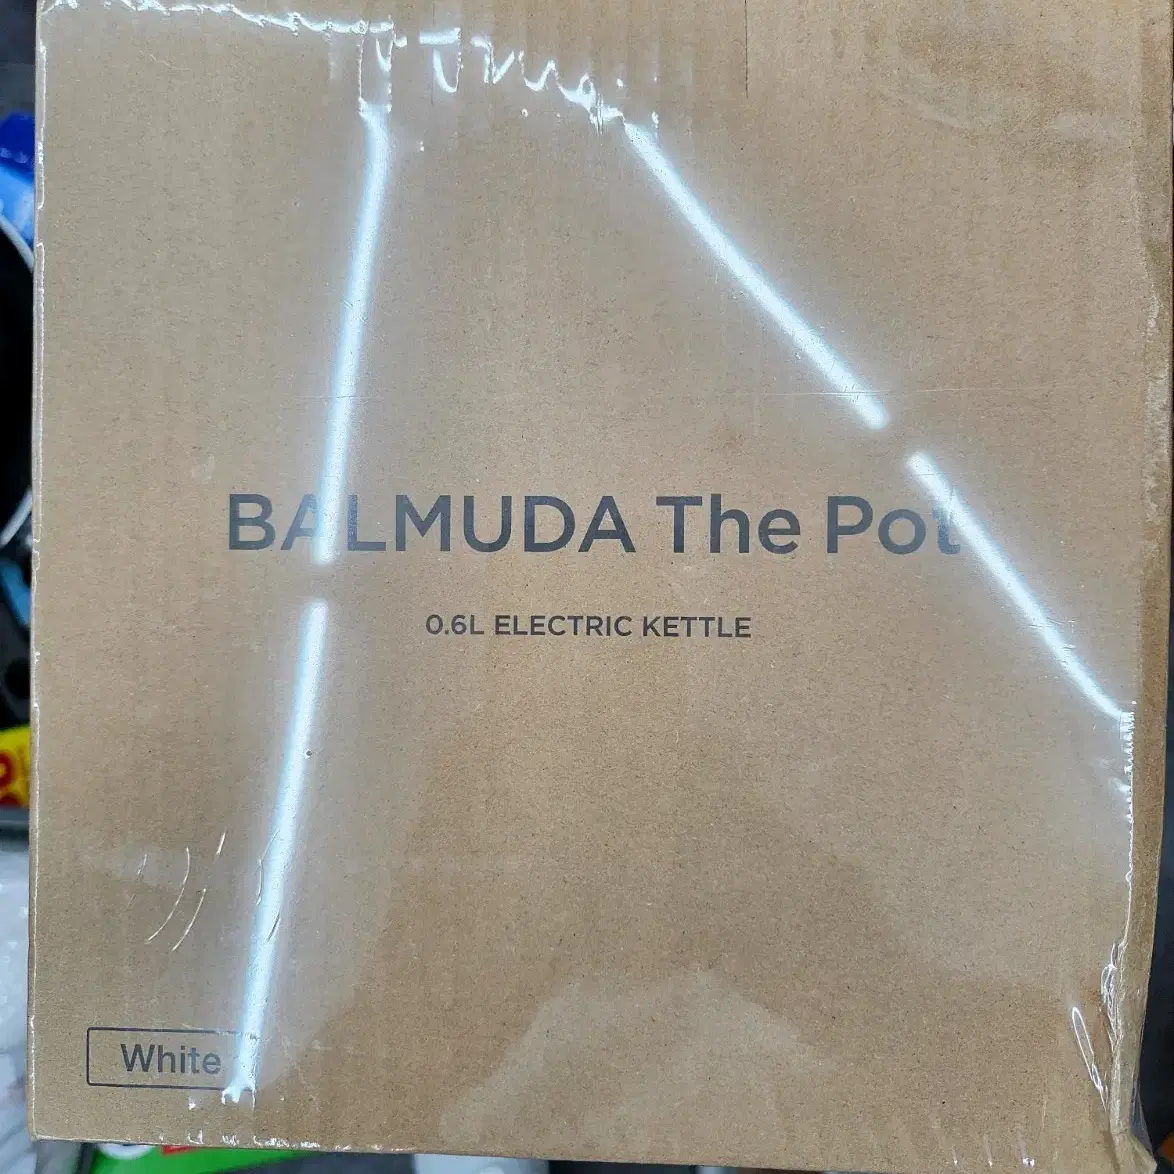 BALMUDA The Pot
0.6L ELECTRIC KETTLE
White